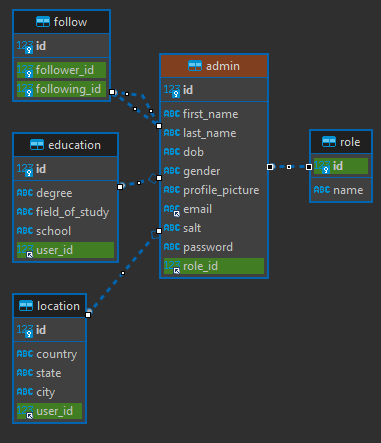 follow
123 id
123 follower_id
123 following_id
education
123 id
ABC degree
ABC field_of_study
ABC school
123 user_id
location
123 id
ABC country
ABC state
ABC city
123 user_id
admin
123 id
ABC first_name
ABC last_name
ABC dob
ABC gender
ABC profile_picture
ABC email
ABC salt
ABC password
123 role_id
role
123 id
ABC name